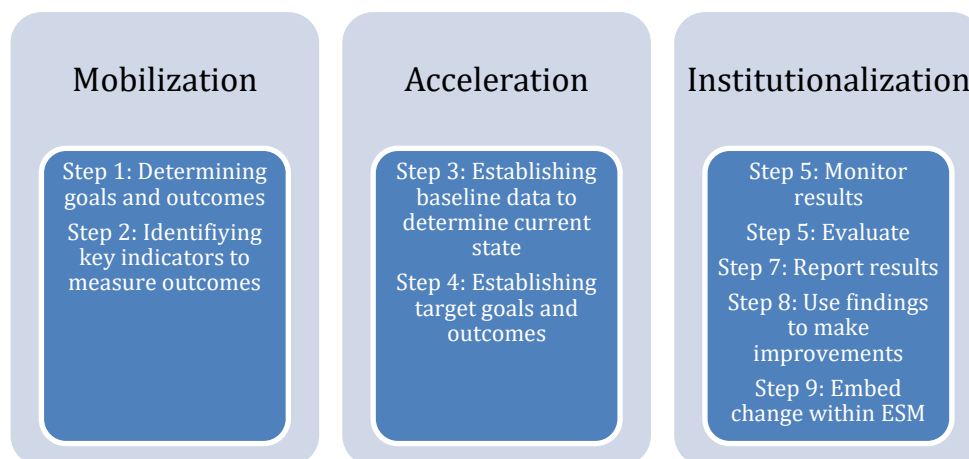 Mobilization
Step 1: Determining
goals and outcomes
Step 2: Identifiying
key indicators to
measure outcomes
Acceleration
Step 3: Establishing
baseline data to
determine current
state
Step 4: Establishing
target goals and
outcomes
Institutionalization
Step 5: Monitor
results
Step 5: Evaluate
Step 7: Report results
Step 8: Use findings
to make
improvements
Step 9: Embed
change within ESM